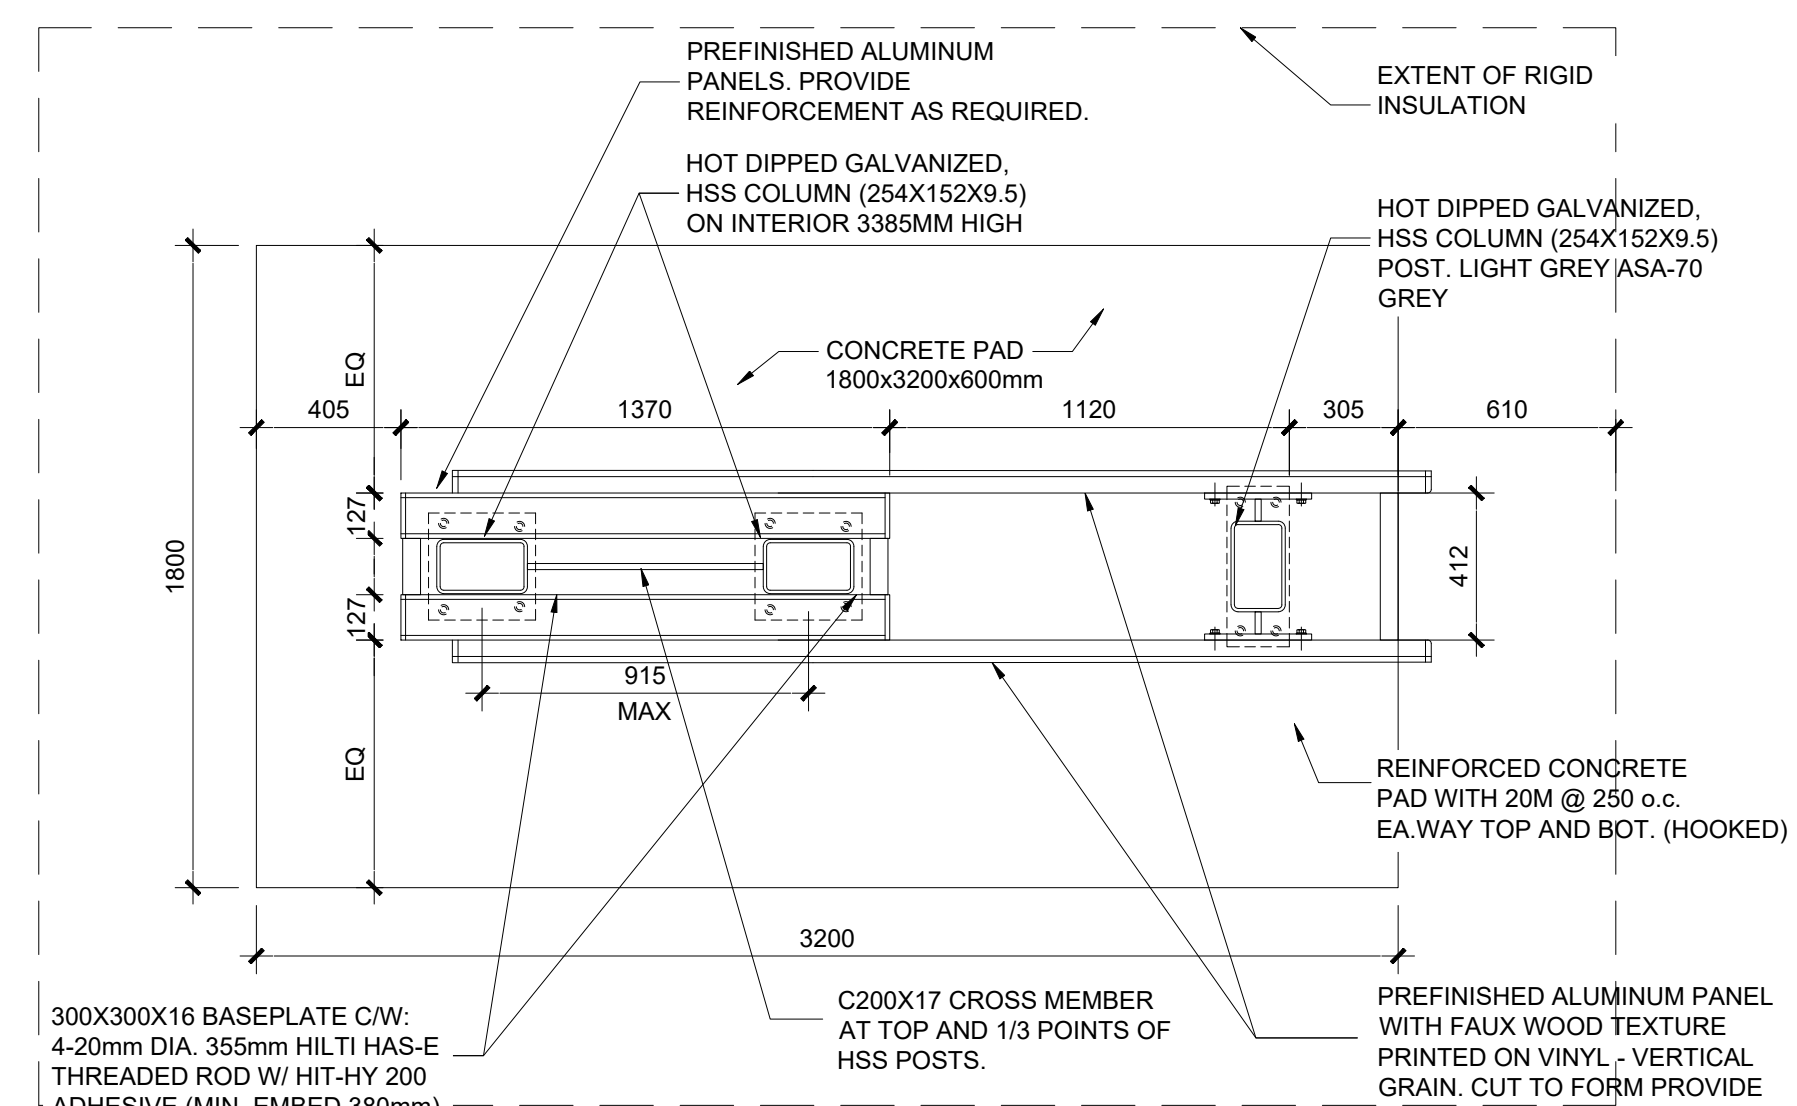 PREFINISHED ALUMINUM
PANELS. PROVIDE
REINFORCEMENT AS REQUIRED.
EXTENT OF RIGID
INSULATION
HOT DIPPED GALVANIZED,
HSS COLUMN (254X152X9.5)
ON INTERIOR 3385MM HIGH
HOT DIPPED GALVANIZED,
HSS COLUMN (254X152X9.5)
POST. LIGHT GREY ASA-70
GREY
CONCRETE PAD
1800x3200x600mm
EQ
405
1370
1120
305
610
127
1800
127
412
915
MAX
EQ
REINFORCED CONCRETE
PAD WITH 20M @ 250 o.c.
EA.WAY TOP AND BOT. (HOOKED)
3200
300X300X16 BASEPLATE C/W:
4-20mm DIA. 355mm HILTI HAS-E
THREADED ROD W/ HIT-HY 200
ADHESIVE (MIN. EMBED 380mm)
C200X17 CROSS MEMBER
AT TOP AND 1/3 POINTS OF
HSS POSTS.
PREFINISHED ALUMINUM PANEL
WITH FAUX WOOD TEXTURE
PRINTED ON VINYL - VERTICAL
GRAIN. CUT TO FORM PROVIDE